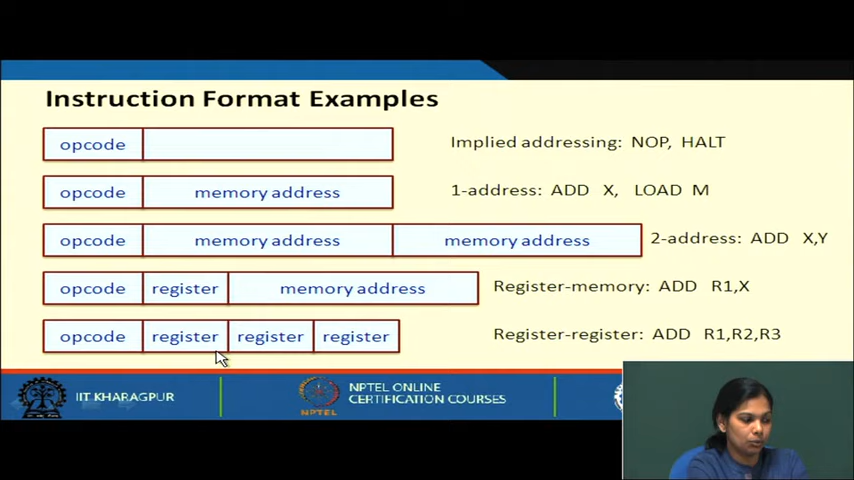 Instruction Format Examples
opcode Implied addressing: NOP, HALT
opcode memory address 1-address: ADD X, LOAD M
opcode memory address memory address 2-address: ADD X,Y
opcode register memory address Register-memory: ADD R1,X
opcode register register register Register-register: ADD R1,R2,R3
IIT KHARAGPUR
NPTEL
NPTEL ONLINE
CERTIFICATION COURSES